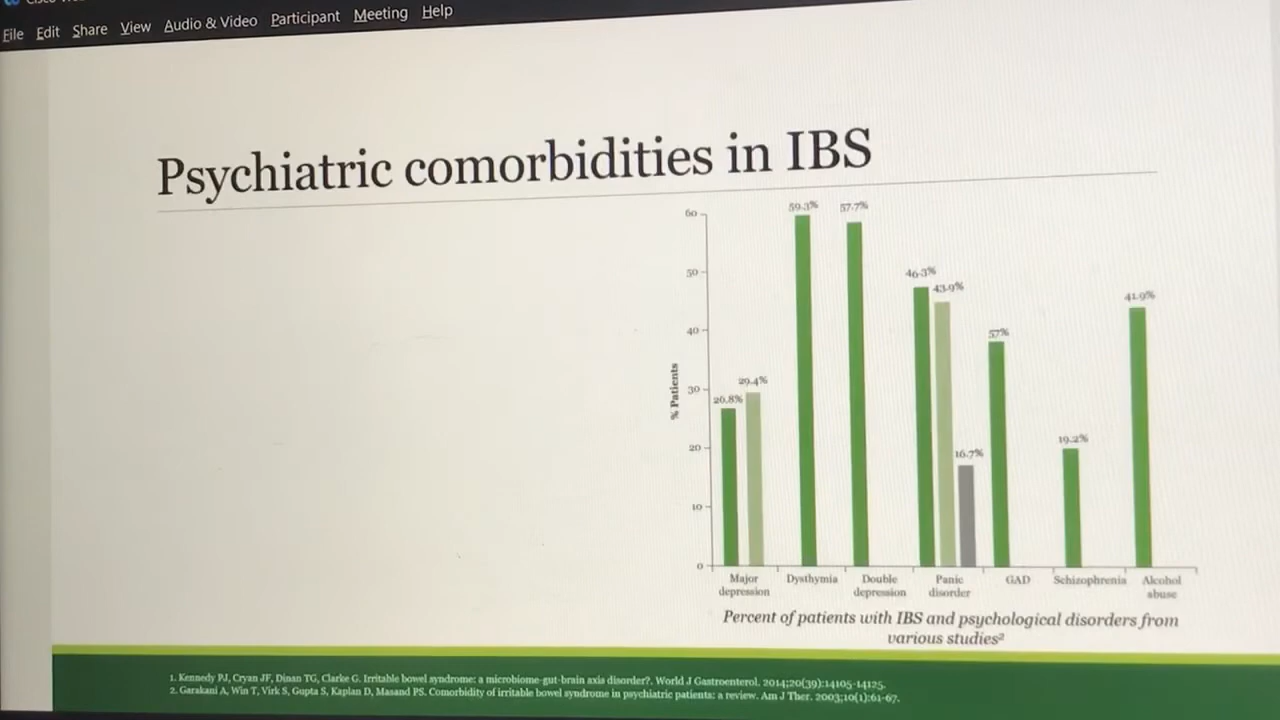 File Edit Share View Audio & Video Participant Meeting Help
Psychiatric comorbidities in IBS
60
59.3%
57.7%
50
46.3%
43.9%
41.9%
40
57%
% Patients
30
26.8%
29.4%
20
16.7%
19.2%
10
0
Major depression
Dysthymia
Double depression
Panic disorder
GAD
Schizophrenia
Alcohol abuse
Percent of patients with IBS and psychological disorders from
various studies²
1. Kennedy PJ, Cryan JF, Dinan TG, Clarke G. Irritable bowel syndrome: a microbiome-gut-brain axis disorder?. World J Gastroenterol. 2014;20(39):14105-14125.
2. Garakani A, Win T, Virk S, Gupta S, Kaplan D, Masand PS. Comorbidity of irritable bowel syndrome in psychiatric patients: a review. Am J Ther. 2003;10(1):61-67.